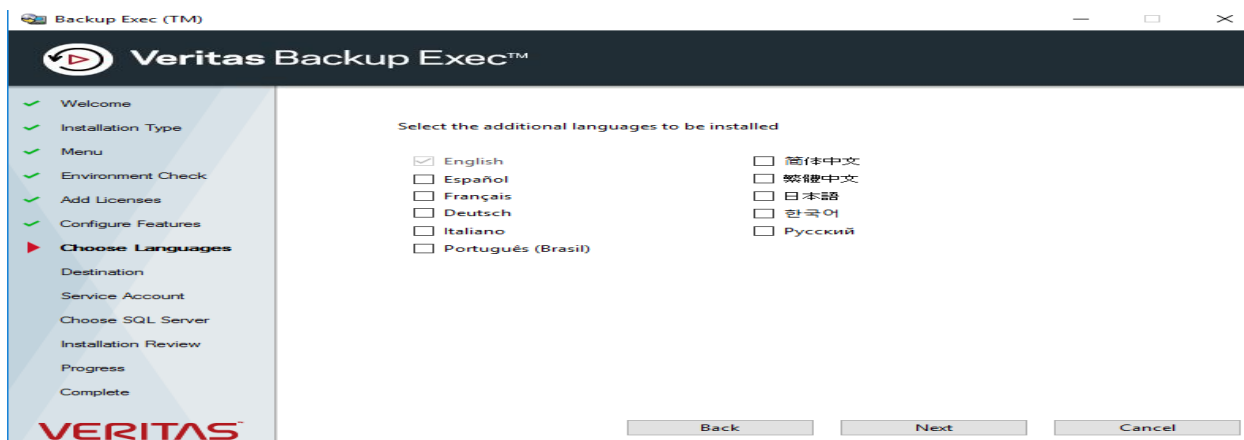 Backup Exec (TM)
Veritas Backup Exec™
Welcome
Installation Type
Menu
Environment Check
Add Licenses
Configure Features
Choose Languages
Destination
Service Account
Choose SQL Server
Installation Review
Progress
Complete
VERITAS™
Select the additional languages to be installed
English
Español
Français
Deutsch
Italiano
Português (Brasil)
简体中文
繁體中文
日本語
한국어
Русский
Back
Next
Cancel